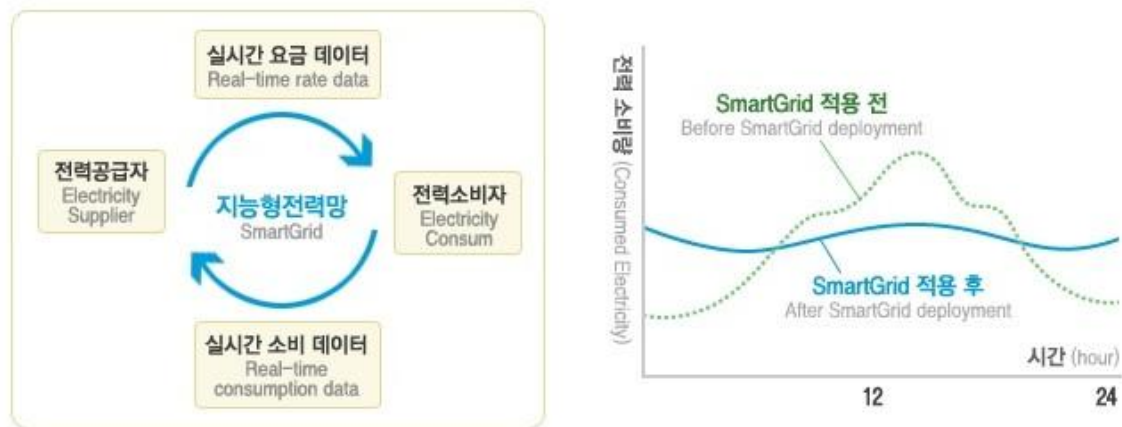 실시간 요금 데이터
Real-time rate data
전력공급자
Electricity
Supplier
지능형전력망
SmartGrid
전력소비자
Electricity
Consum
실시간 소비 데이터
Real-time
consumption data
전력 소비량 (Consumed Electricity)
SmartGrid 적용 전
Before SmartGrid deployment
SmartGrid 적용 후
After SmartGrid deployment
시간 (hour)
12
24